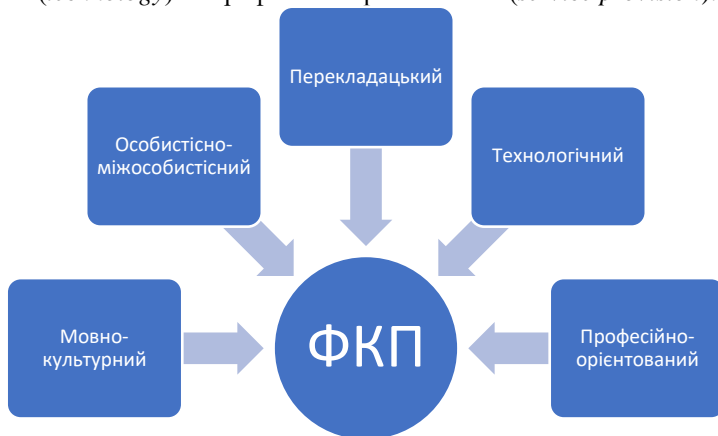 Перекладацький
Особистісно-
міжособистісний
Технологічний
Мовно-
культурний
ФКП
Професійно-
орієнтований